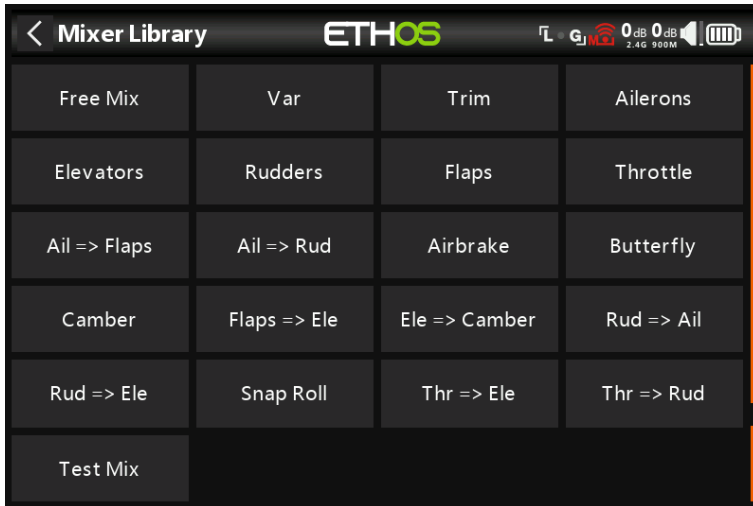 Mixer Library ETHOS L G M 0dB 0dB
2.4G 900M
Free Mix Var Trim Ailerons
Elevators Rudders Flaps Throttle
Ail => Flaps Ail => Rud Airbrake Butterfly
Camber Flaps => Ele Ele => Camber Rud => Ail
Rud => Ele Snap Roll Thr => Ele Thr => Rud
Test Mix